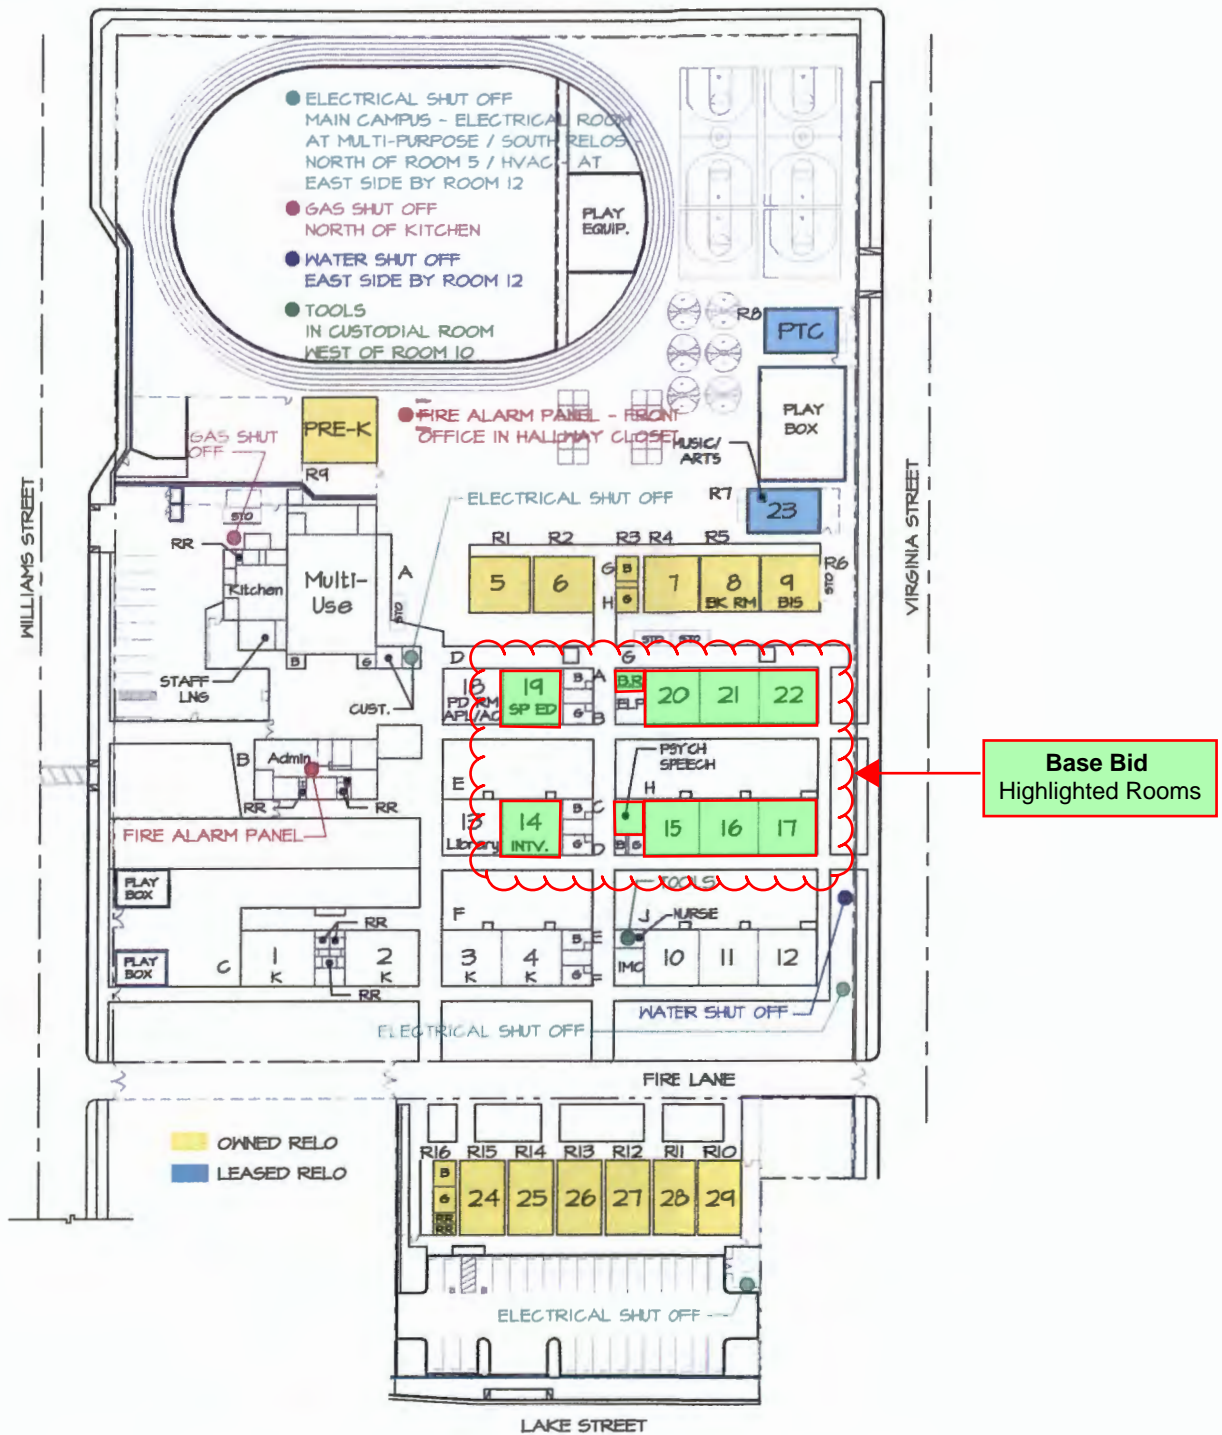 ELECTRICAL SHUT OFF
MAIN CAMPUS - ELECTRICAL ROOM
AT MULTI-PURPOSE / SOUTH RELOS -
NORTH OF ROOM 5 / HVAC - AT
EAST SIDE BY ROOM 12
GAS SHUT OFF
NORTH OF KITCHEN
WATER SHUT OFF
EAST SIDE BY ROOM 12
TOOLS
IN CUSTODIAL ROOM
WEST OF ROOM 10
PLAY
EQUIP.
R8
PTC
PLAY
BOX
PRE-K
R9
FIRE ALARM PANEL - FRONT
OFFICE IN HALLWAY CLOSET
MUSIC/
ARTS
R7
23
GAS SHUT
OFF
ELECTRICAL SHUT OFF
WILLIAMS STREET
VIRGINIA STREET
STO
RR
Kitchen
Multi-
Use
A
STO
R1
R2
R3
R4
R5
R6
STO
5
6
G
B
H
G
7
8
BK RM
9
BIS
STO
STO
STAFF
LNG
B
G
CUST.
D
G
18
PD RM
APL/AC
19
SP ED
B
A
G
B
B.R
ELP
20
21
22
B
Admin
RR
RR
FIRE ALARM PANEL
E
PSYCH
SPEECH
H
13
Library
14
INTV.
B
C
G
D
B
G
15
16
17
Base Bid
Highlighted Rooms
TOOLS
PLAY
BOX
PLAY
BOX
C
RR
1
K
2
K
RR
F
3
K
4
K
B
E
G
F
J
NURSE
IMC
10
11
12
WATER SHUT OFF
ELECTRICAL SHUT OFF
FIRE LANE
OWNED RELO
LEASED RELO
R16
R15
R14
R13
R12
R11
R10
B
G
RR
RR
24
25
26
27
28
29
ELECTRICAL SHUT OFF
LAKE STREET